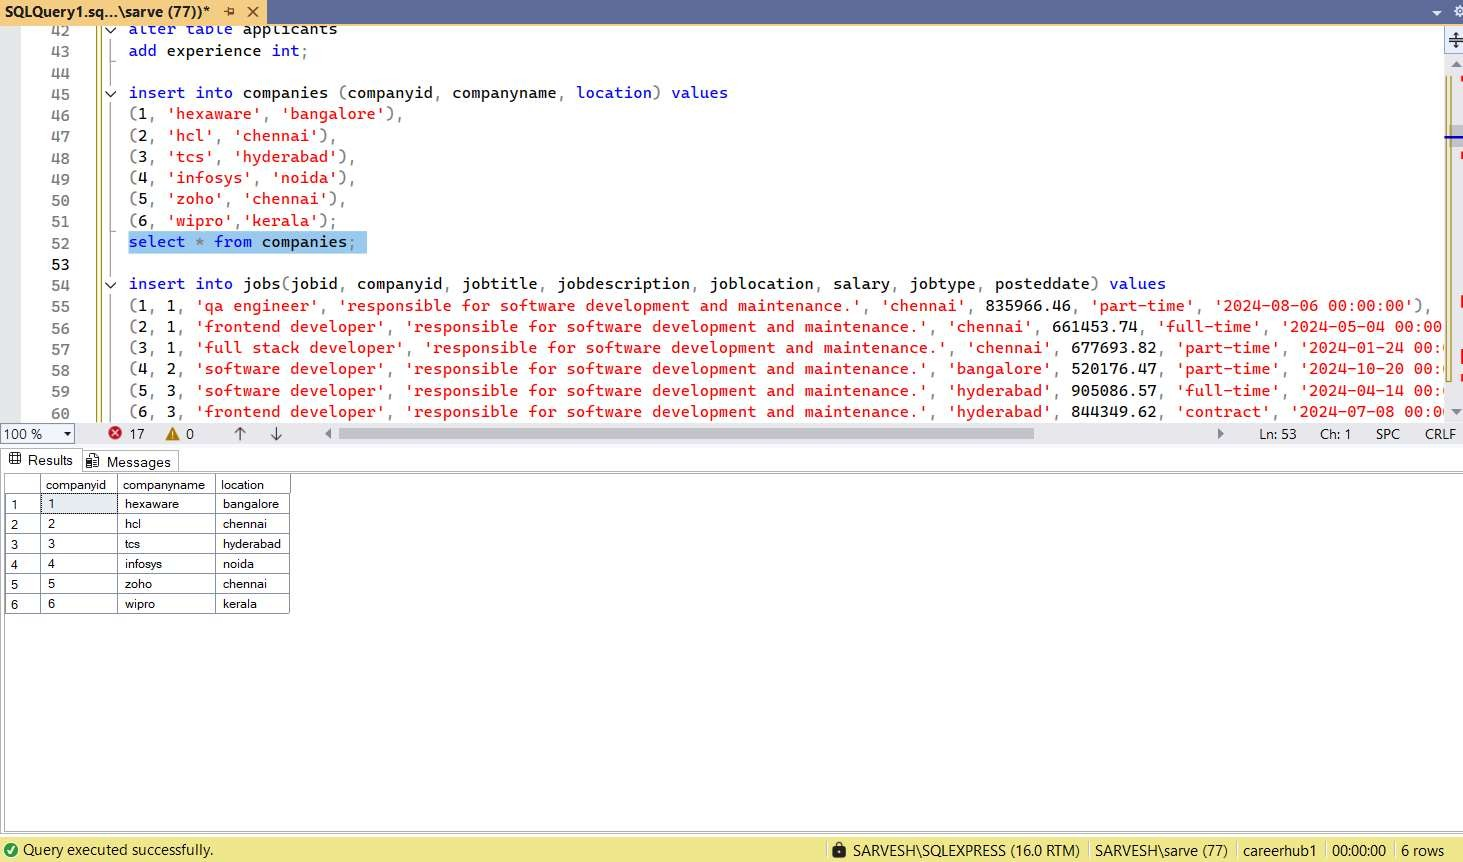 SQLQuery1.sq...\sarve (77))*
42 alter table applicants
43 add experience int;
44
45 insert into companies (companyid, companyname, location) values
46 (1, 'hexaware', 'bangalore'),
47 (2, 'hcl', 'chennai'),
48 (3, 'tcs', 'hyderabad'),
49 (4, 'infosys', 'noida'),
50 (5, 'zoho', 'chennai'),
51 (6, 'wipro','kerala');
52 select * from companies;
53
54 insert into jobs(jobid, companyid, jobtitle, jobdescription, joblocation, salary, jobtype, posteddate) values
55 (1, 1, 'qa engineer', 'responsible for software development and maintenance.', 'chennai', 835966.46, 'part-time', '2024-08-06 00:00:00'),
56 (2, 1, 'frontend developer', 'responsible for software development and maintenance.', 'chennai', 661453.74, 'full-time', '2024-05-04 00:00
57 (3, 1, 'full stack developer', 'responsible for software development and maintenance.', 'chennai', 677693.82, 'part-time', '2024-01-24 00:
58 (4, 2, 'software developer', 'responsible for software development and maintenance.', 'bangalore', 520176.47, 'part-time', '2024-10-20 00:
59 (5, 3, 'software developer', 'responsible for software development and maintenance.', 'hyderabad', 905086.57, 'full-time', '2024-04-14 00:
60 (6, 3, 'frontend developer', 'responsible for software development and maintenance.', 'hyderabad', 844349.62, 'contract', '2024-07-08 00:0
100 % 17 0 Ln: 53 Ch: 1 SPC CRLF
Results Messages
companyid companyname location
1 1 hexaware bangalore
2 2 hcl chennai
3 3 tcs hyderabad
4 4 infosys noida
5 5 zoho chennai
6 6 wipro kerala
Query executed successfully. SARVESH\SQLEXPRESS (16.0 RTM) SARVESH\sarve (77) careerhub1 00:00:00 6 rows